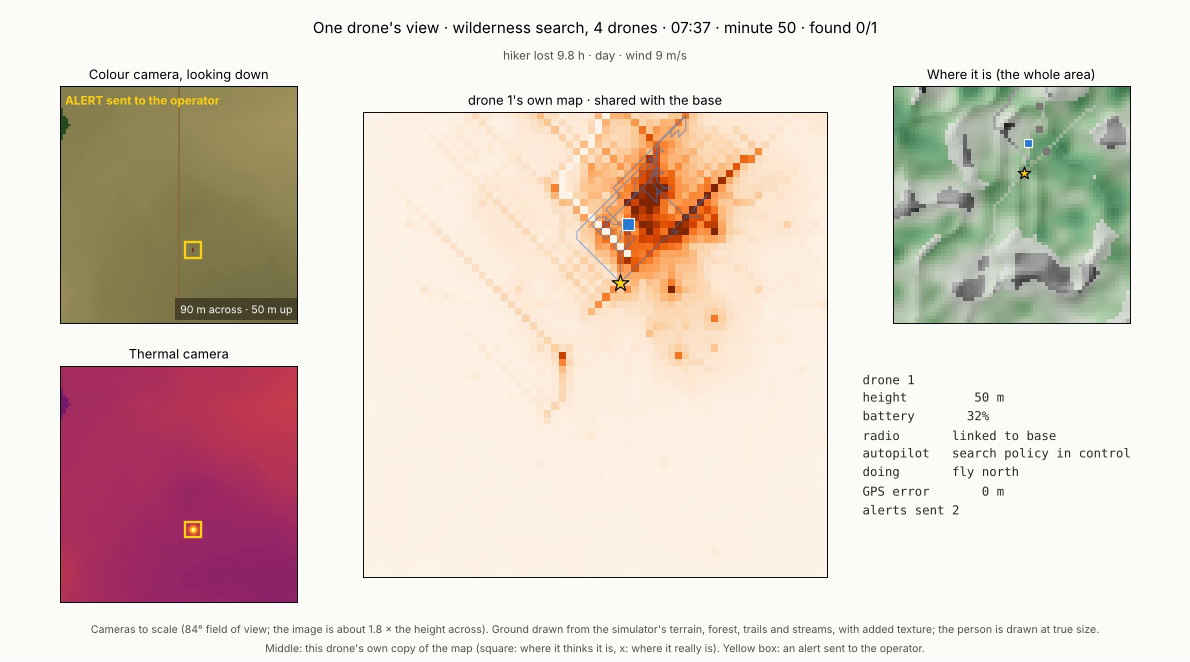 One drone's view · wilderness search, 4 drones · 07:37 · minute 50 · found 0/1
hiker lost 9.8 h · day · wind 9 m/s
Colour camera, looking down
ALERT sent to the operator
90 m across · 50 m up
Thermal camera
drone 1's own map · shared with the base
Where it is (the whole area)
drone 1
height 50 m
battery 32%
radio linked to base
autopilot search policy in control
doing fly north
GPS error 0 m
alerts sent 2
Cameras to scale (84° field of view; the image is about 1.8 × the height across). Ground drawn from the simulator's terrain, forest, trails and streams, with added texture; the person is drawn at true size.
Middle: this drone's own copy of the map (square: where it thinks it is, x: where it really is). Yellow box: an alert sent to the operator.